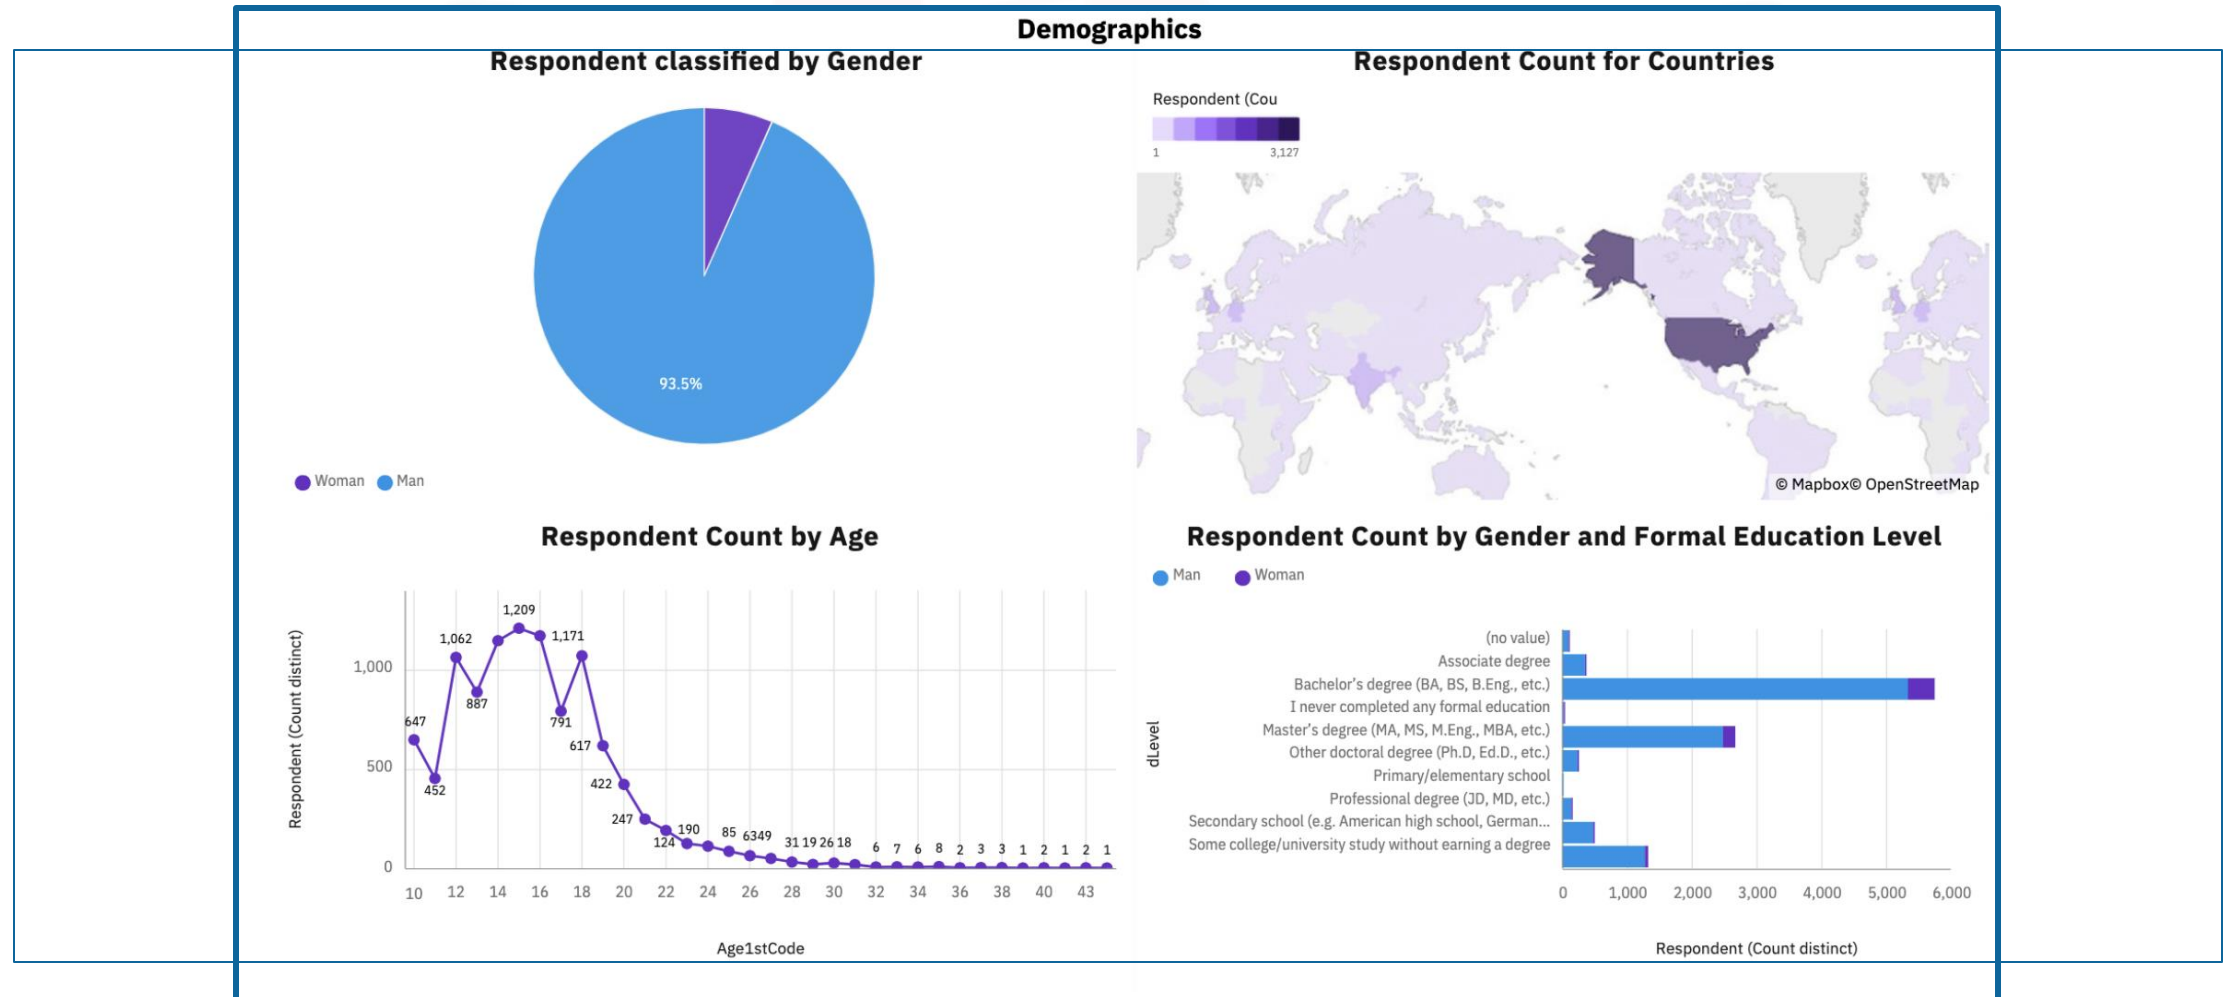 Demographics
Respondent classified by Gender
93.5%
Woman Man
Respondent Count for Countries
Respondent (Cou
1 3,127
© Mapbox© OpenStreetMap
Respondent Count by Age
Respondent (Count distinct)
1,000
500
0
647
452
1,062
887
1,209
1,171
791
617
422
247
190
124
85
6349
31
19
26
18
6
7
6
8
2
3
3
1
2
1
2
1
10 12 14 16 18 20 22 24 26 28 30 32 34 36 38 40 43
Age1stCode
Respondent Count by Gender and Formal Education Level
Man Woman
dLevel
(no value)
Associate degree
Bachelor’s degree (BA, BS, B.Eng., etc.)
I never completed any formal education
Master’s degree (MA, MS, M.Eng., MBA, etc.)
Other doctoral degree (Ph.D, Ed.D., etc.)
Primary/elementary school
Professional degree (JD, MD, etc.)
Secondary school (e.g. American high school, German...
Some college/university study without earning a degree
0 1,000 2,000 3,000 4,000 5,000 6,000
Respondent (Count distinct)